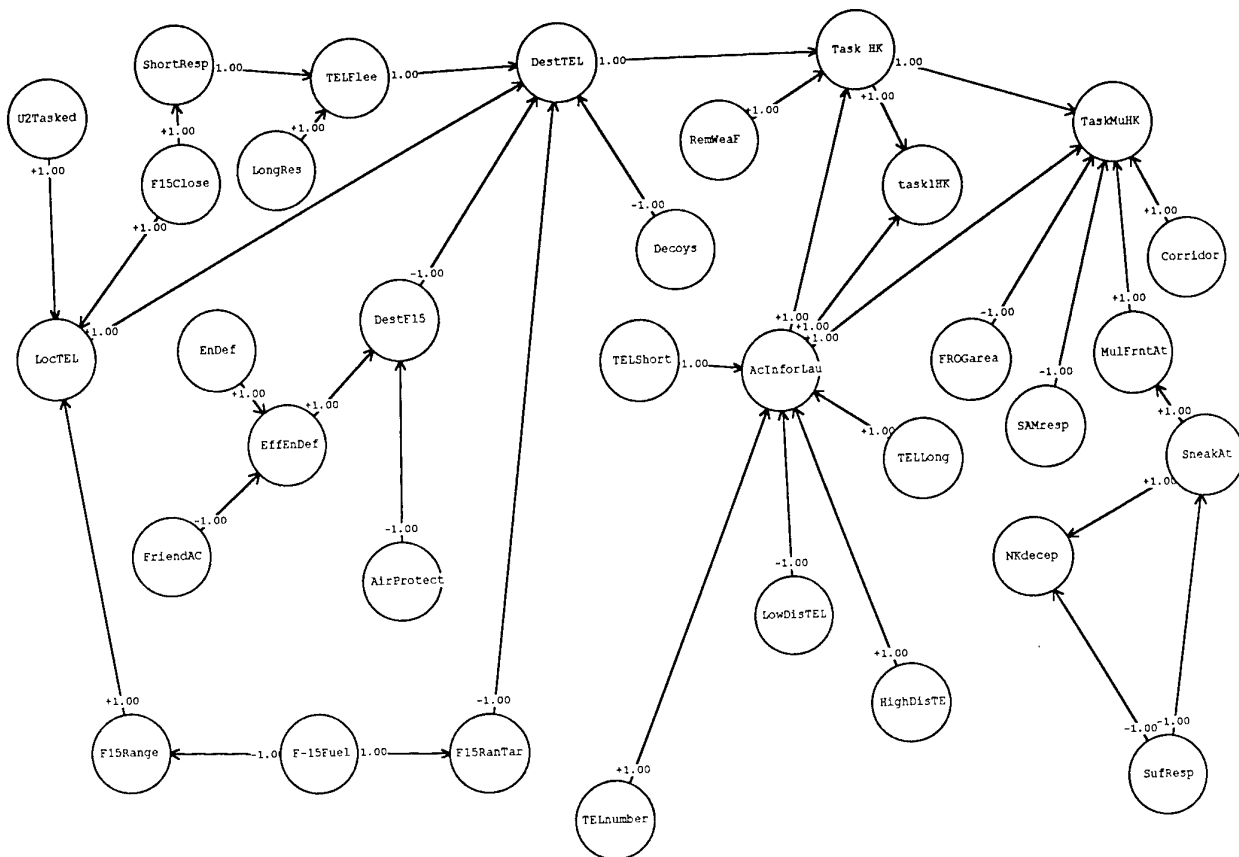 Task HK
DestTEL
ShortResp
1.00
TELFlee
1.00
1.00
1.00
U2Tasked
+1.00
TaskMuHK
+1.00
+1.00
+1.00
RemWeaF
+1.00
F15Close
LongRes
task1HK
+1.00
+1.00
-1.00
Decoys
+1.00
Corridor
-1.00
DestF15
+1.00
+1.00
+1.00
+1.00
-1.00
+1.00
LocTEL
EnDef
TELShort
1.00
AcInforLau
FROGarea
MulFrntAt
-1.00
+1.00
+1.00
SAMresp
+1.00
EffEnDef
+1.00
TELLong
SneakAt
+1.00
-1.00
-1.00
FriendAC
NKdecep
AirProtect
-1.00
LowDisTEL
+1.00
HighDisTE
+1.00
-1.00
-1.00
-1.00
F15Range
-1.00
F-15Fuel
1.00
F15RanTar
+1.00
SufResp
TELnumber